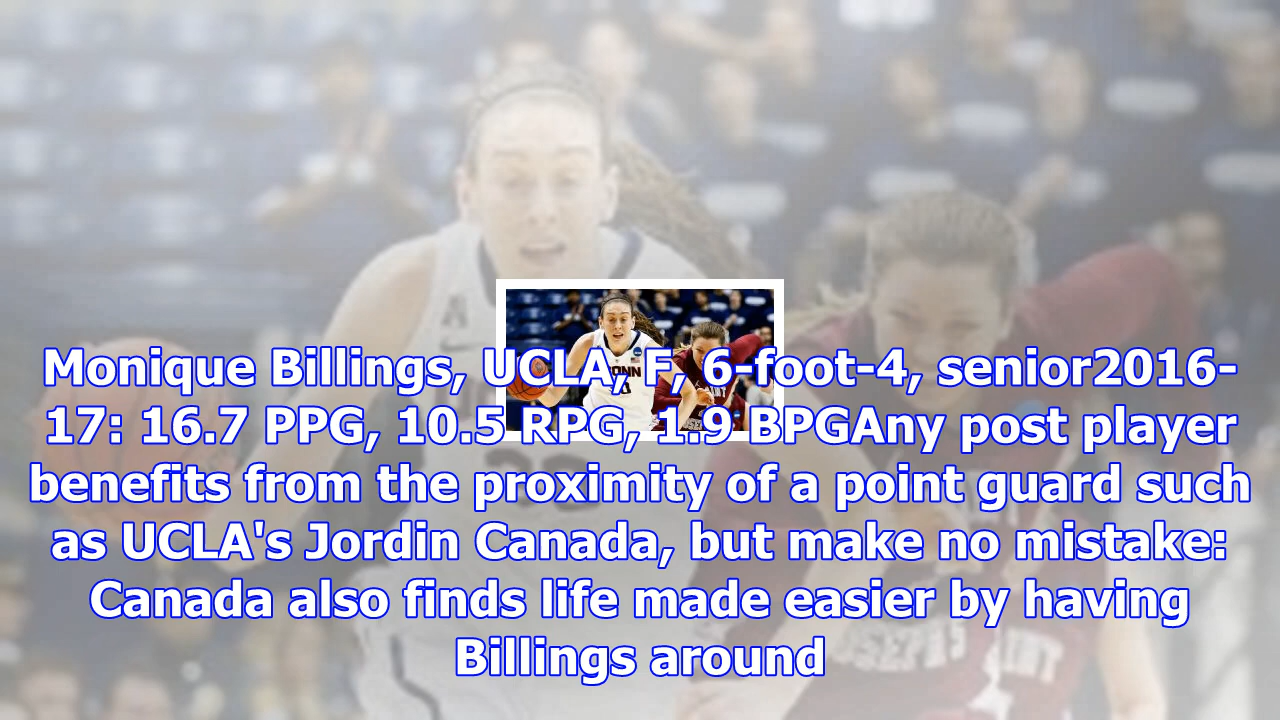 Monique Billings, UCLA, F, 6-foot-4, senior2016-
17: 16.7 PPG, 10.5 RPG, 1.9 BPGAny post player
benefits from the proximity of a point guard such
as UCLA's Jordin Canada, but make no mistake:
Canada also finds life made easier by having
Billings around